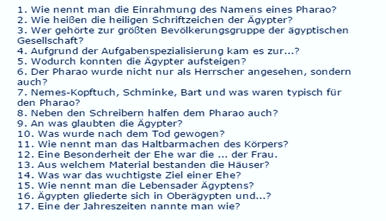 1. Wie nennt man die Einrahmung des Namens eines Pharao?
2. Wie heißen die heiligen Schriftzeichen der Ägypter?
3. Wer gehörte zur größten Bevölkerungsgruppe der ägyptischen
Gesellschaft?
4. Aufgrund der Aufgabenspezialisierung kam es zur...?
5. Wodurch konnten die Ägypter aufsteigen?
6. Der Pharao wurde nicht nur als Herrscher angesehen, sondern
auch?
7. Nemes-Kopftuch, Schminke, Bart und was waren typisch für
den Pharao?
8. Neben den Schreibern halfen dem Pharao auch?
9. An was glaubten die Ägypter?
10. Was wurde nach dem Tod gewogen?
11. Wie nennt man das Haltbarmachen des Körpers?
12. Eine Besonderheit der Ehe war die ... der Frau.
13. Aus welchem Material bestanden die Häuser?
14. Was war das wuchtigste Ziel einer Ehe?
15. Wie nennt man die Lebensader Ägyptens?
16. Ägypten gliederte sich in Oberägypten und...?
17. Eine der Jahreszeiten nannte man wie?